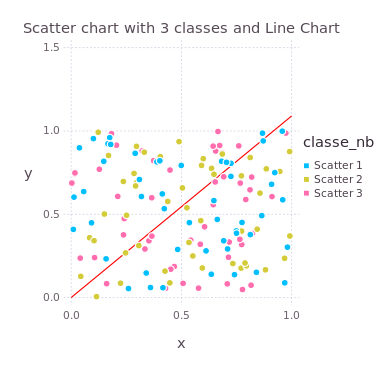 Scatter chart with 3 classes and Line Chart
1.5
1.0
0.5
0.0
y
0.0
0.5
1.0
x
classe_nb
Scatter 1
Scatter 2
Scatter 3